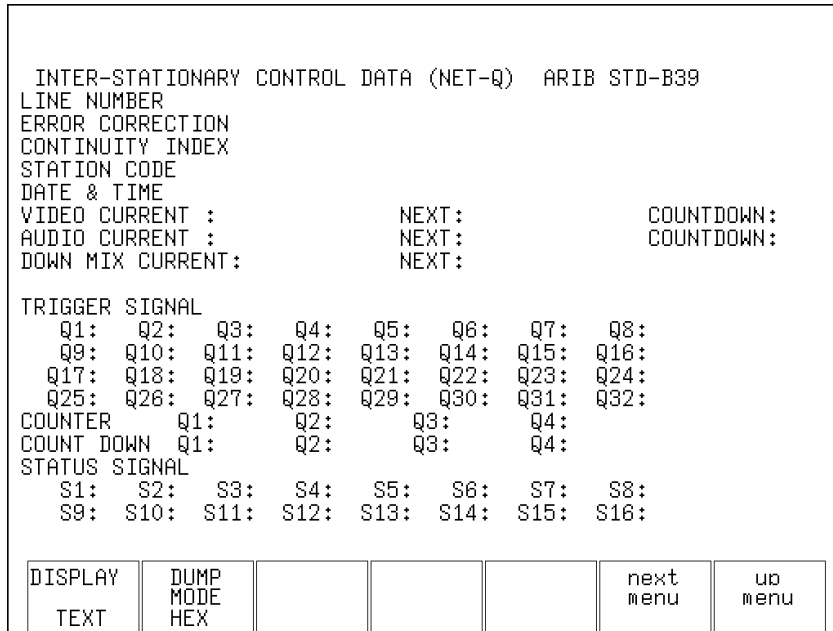 INTER-STATIONARY CONTROL DATA (NET-Q) ARIB STD-B39
LINE NUMBER
ERROR CORRECTION
CONTINUITY INDEX
STATION CODE
DATE & TIME
VIDEO CURRENT : NEXT: COUNTDOWN:
AUDIO CURRENT : NEXT: COUNTDOWN:
DOWN MIX CURRENT: NEXT:
TRIGGER SIGNAL
Q1: Q2: Q3: Q4: Q5: Q6: Q7: Q8:
Q9: Q10: Q11: Q12: Q13: Q14: Q15: Q16:
Q17: Q18: Q19: Q20: Q21: Q22: Q23: Q24:
Q25: Q26: Q27: Q28: Q29: Q30: Q31: Q32:
COUNTER Q1: Q2: Q3: Q4:
COUNT DOWN Q1: Q2: Q3: Q4:
STATUS SIGNAL
S1: S2: S3: S4: S5: S6: S7: S8:
S9: S10: S11: S12: S13: S14: S15: S16:
DISPLAY
TEXT
DUMP
MODE
HEX
next
menu
up
menu